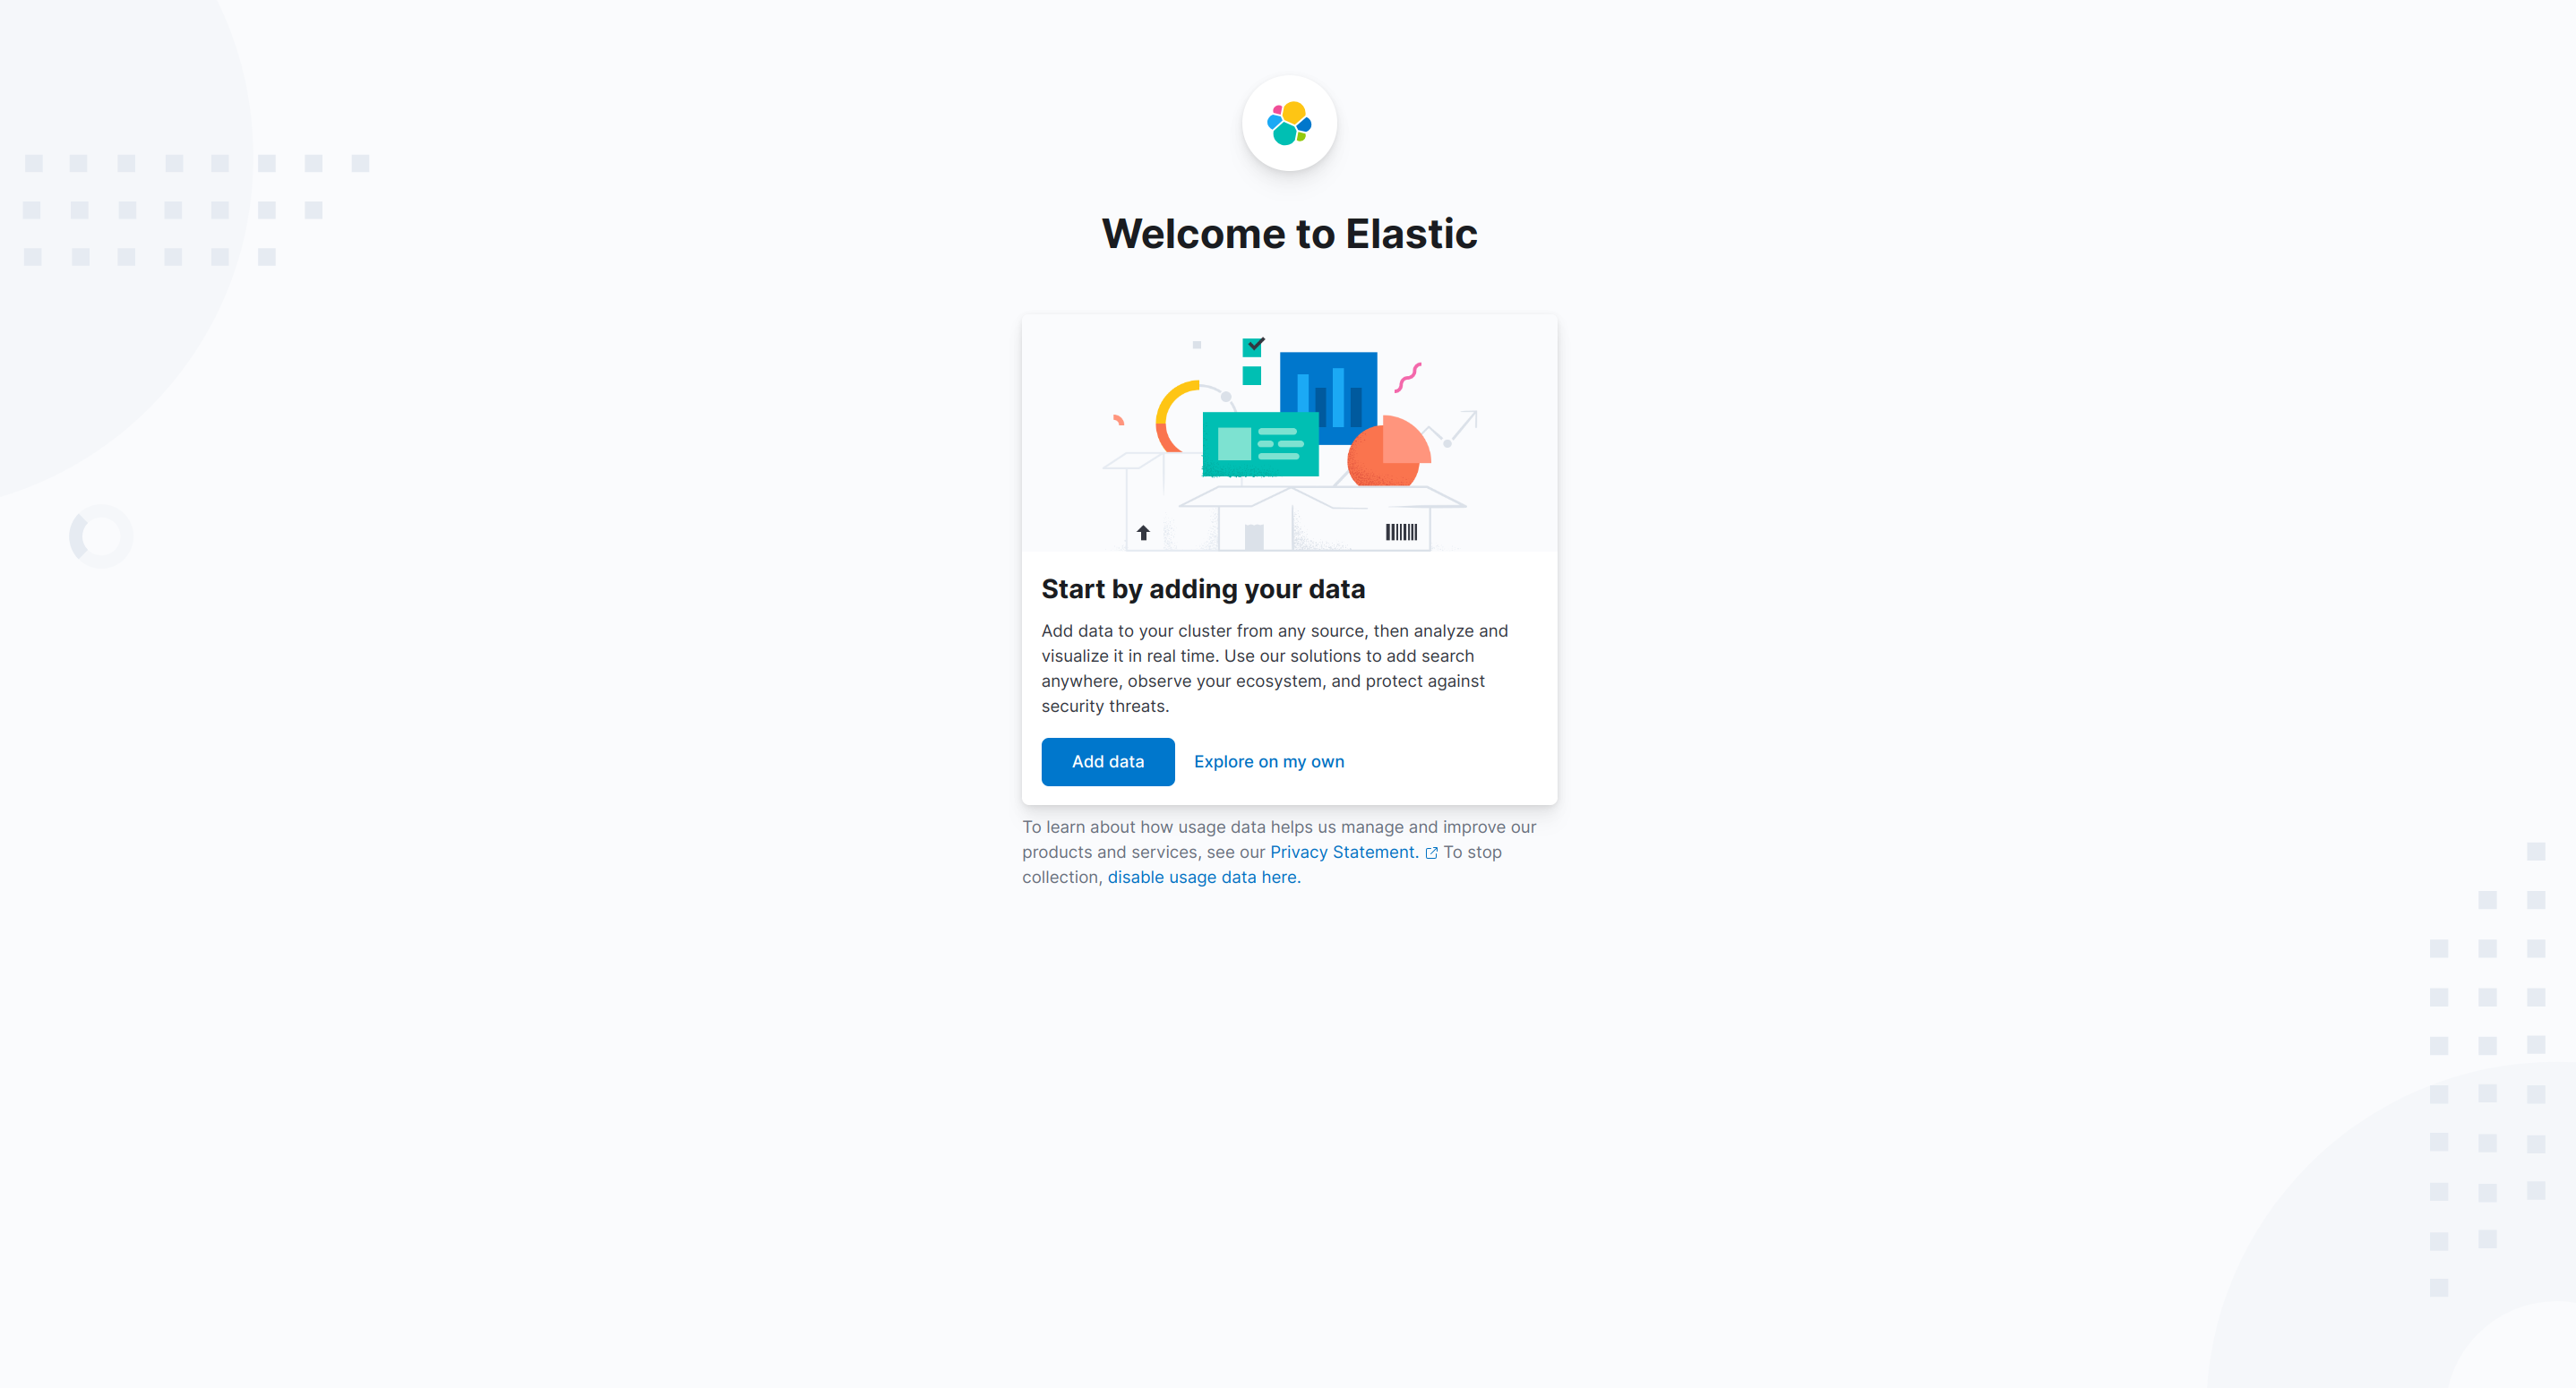 Welcome to Elastic
Start by adding your data
Add data to your cluster from any source, then analyze and
visualize it in real time. Use our solutions to add search
anywhere, observe your ecosystem, and protect against
security threats.
Add data
Explore on my own
To learn about how usage data helps us manage and improve our
products and services, see our Privacy Statement. To stop
collection, disable usage data here.